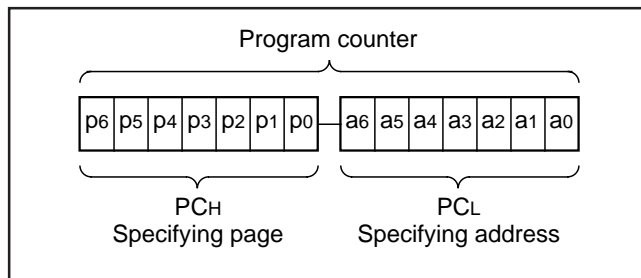 Program counter
p6 p5 p4 p3 p2 p1 p0 a6 a5 a4 a3 a2 a1 a0
PCH PCL
Specifying page Specifying address